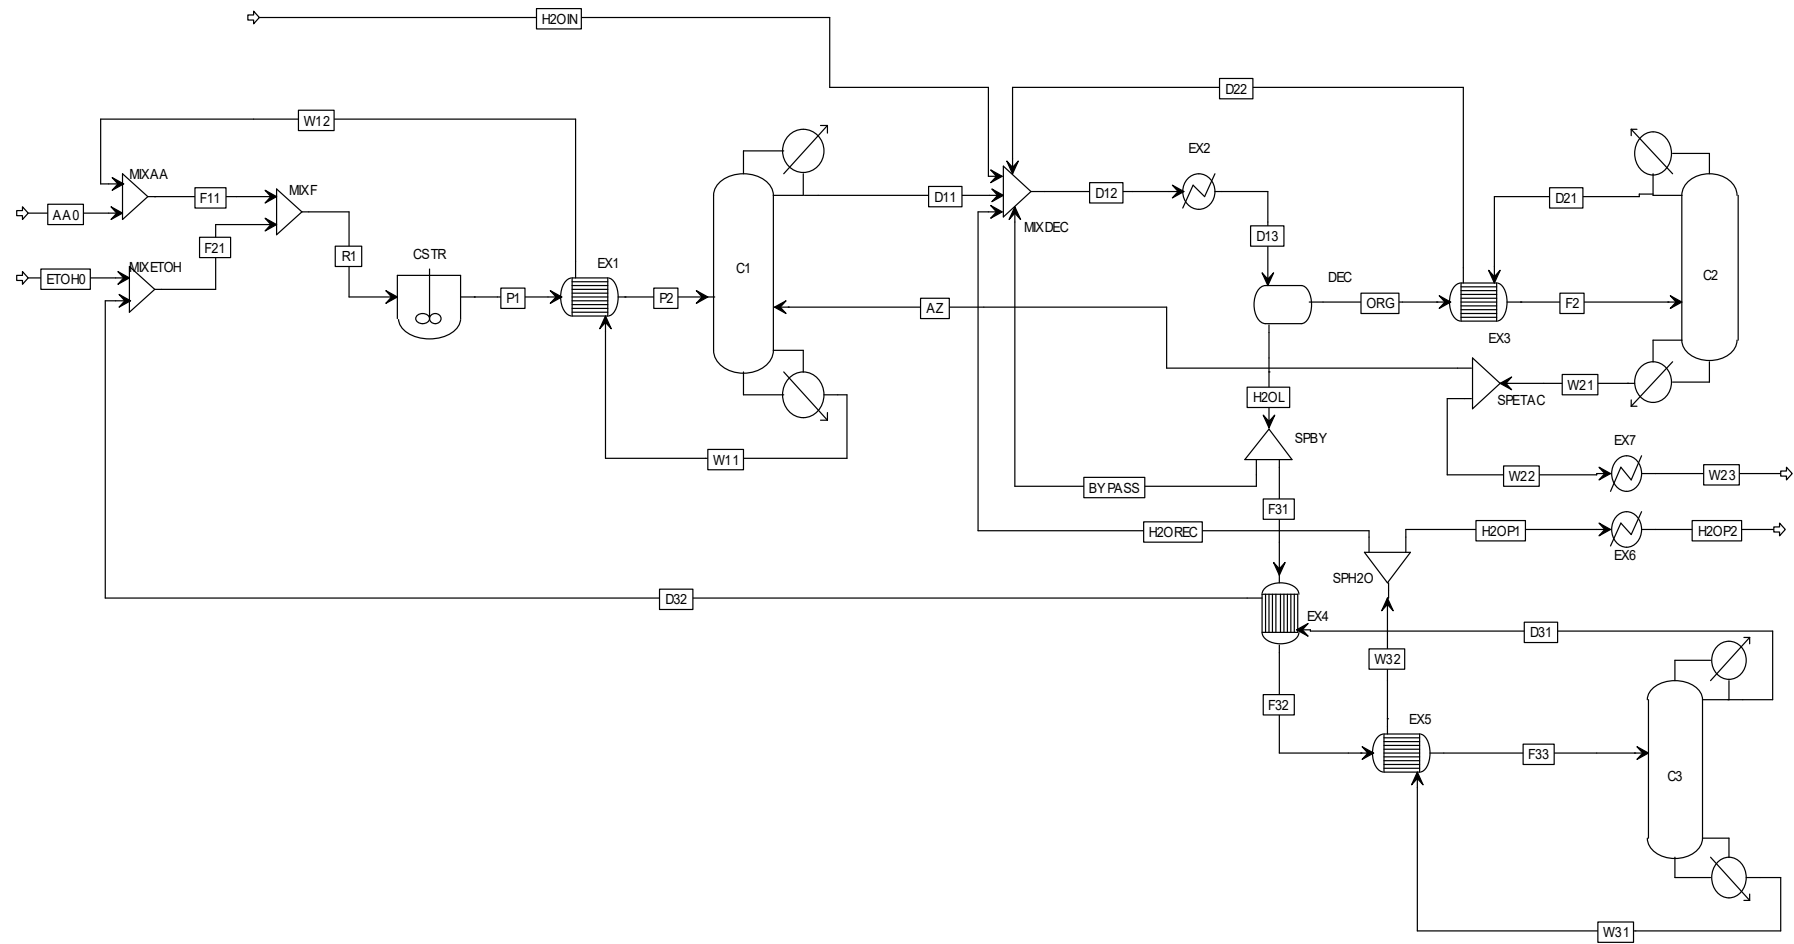 H2OIN
D22
W12
EX2
MIXAA
MIXF
D12
D21
F11
D11
AA0
MIXDEC
D13
F21
R1
CSTR
EX1
C1
DEC
C2
MIXETOH
ETOH0
P1
P2
AZ
ORG
F2
EX3
W21
H2OL
SPETAC
SPBY
EX7
W11
W22
W23
BYPASS
F31
H2OREC
H2OP1
H2OP2
EX6
SPH2O
D32
EX4
D31
W32
F32
EX5
F33
C3
W31